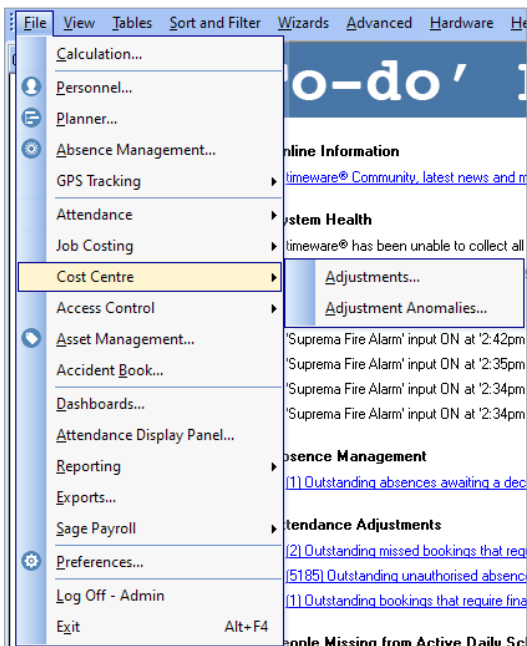 File View Tables Sort and Filter Wizards Advanced Hardware
Calculation...
Personnel...
Planner...
Absence Management...
GPS Tracking
Attendance
Job Costing
Cost Centre
Access Control
Asset Management...
Accident Book...
Dashboards...
Attendance Display Panel...
Reporting
Exports...
Sage Payroll
Preferences...
Log Off - Admin
Exit Alt+F4
Adjustments...
Adjustment Anomalies...
o-do'
nline Information
timeware® Community, latest news and m
ystem Health
timeware® has been unable to collect all
'Suprema Fire Alarm' input ON at '2:42pm
'Suprema Fire Alarm' input ON at '2:35pm
'Suprema Fire Alarm' input ON at '2:34pm
'Suprema Fire Alarm' input ON at '2:34pm
bsence Management
(1) Outstanding absences awaiting a dec
ttendance Adjustments
(2) Outstanding missed bookings that req
(5185) Outstanding unauthorised absenc
(1) Outstanding bookings that require fina
eople Missing from Active Daily Sc